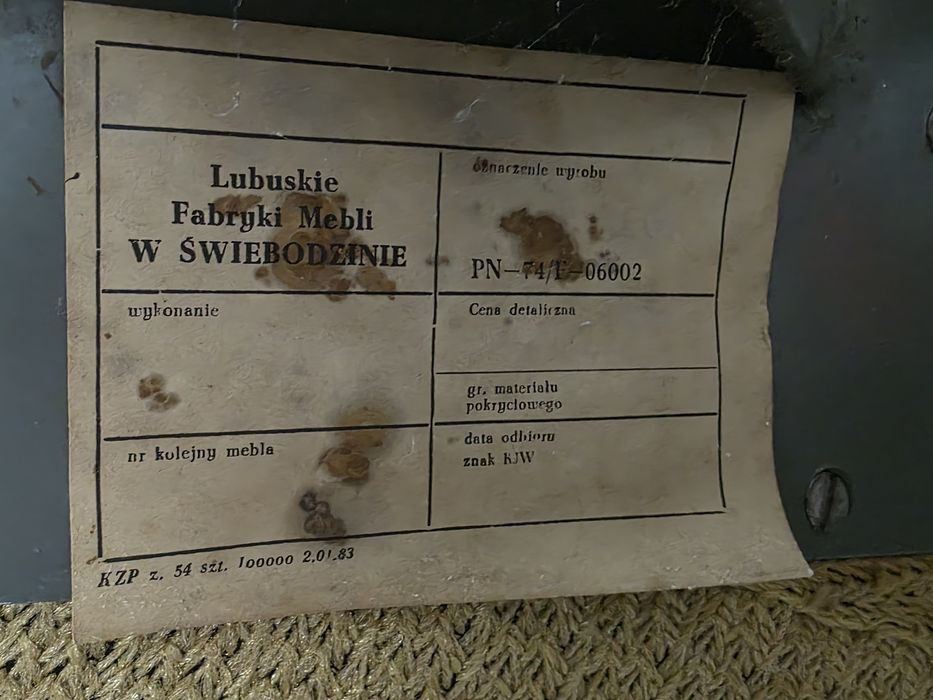 Lubuskie
Fabryki Mebli
W ŚWIEBODZINIE
oznaczenie wyrobu
PN-74/F-06002
wykonanie
Cena detaliczna
gr. materiału
pokryciowego
nr kolejny mebla
data odbioru
znak KJW
KZP z. 54 szt. 100000 2.01.83